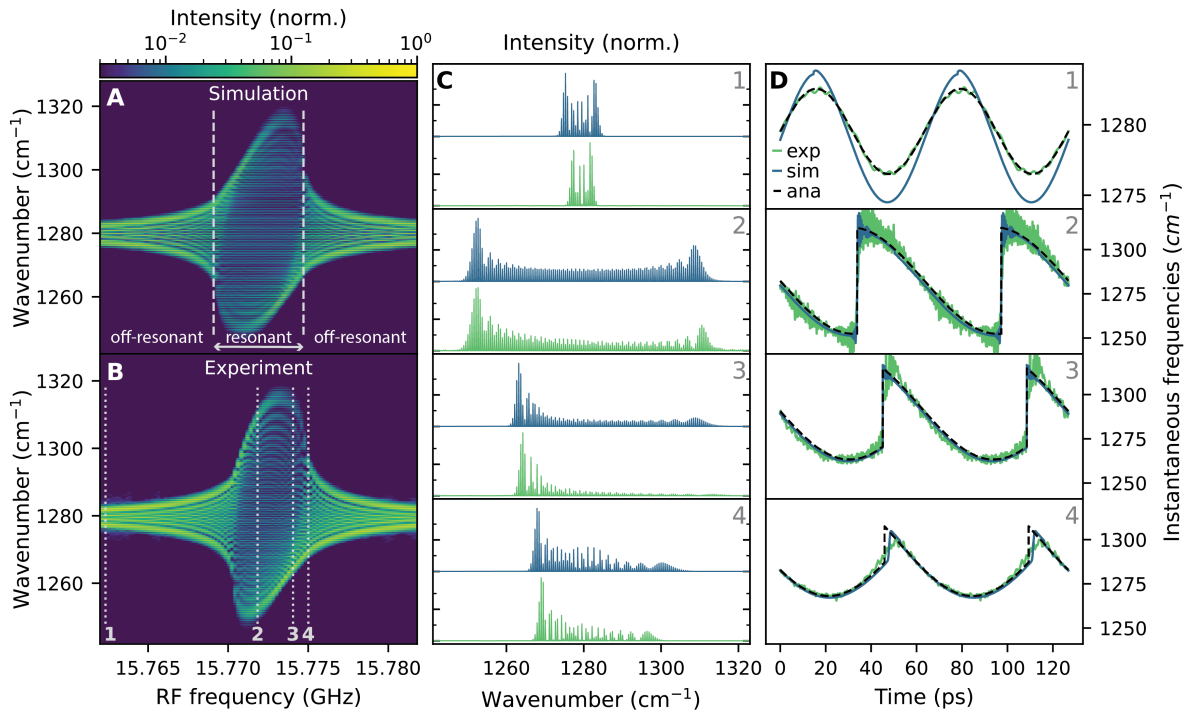 Intensity (norm.)
10⁻² 10⁻¹ 10⁰
A
Simulation
Wavenumber (cm⁻¹)
1320
1300
1280
1260
off-resonant resonant off-resonant
B
Experiment
Wavenumber (cm⁻¹)
1320
1300
1280
1260
1 2 3 4
15.765 15.770 15.775 15.780
RF frequency (GHz)
Intensity (norm.)
C
1
2
3
4
1260 1280 1300 1320
Wavenumber (cm⁻¹)
D
1
exp
sim
ana
1280
1275
2
1300
1275
1250
3
1300
1275
1250
4
1300
1275
1250
Instantaneous frequencies (cm⁻¹)
0 20 40 60 80 100 120
Time (ps)